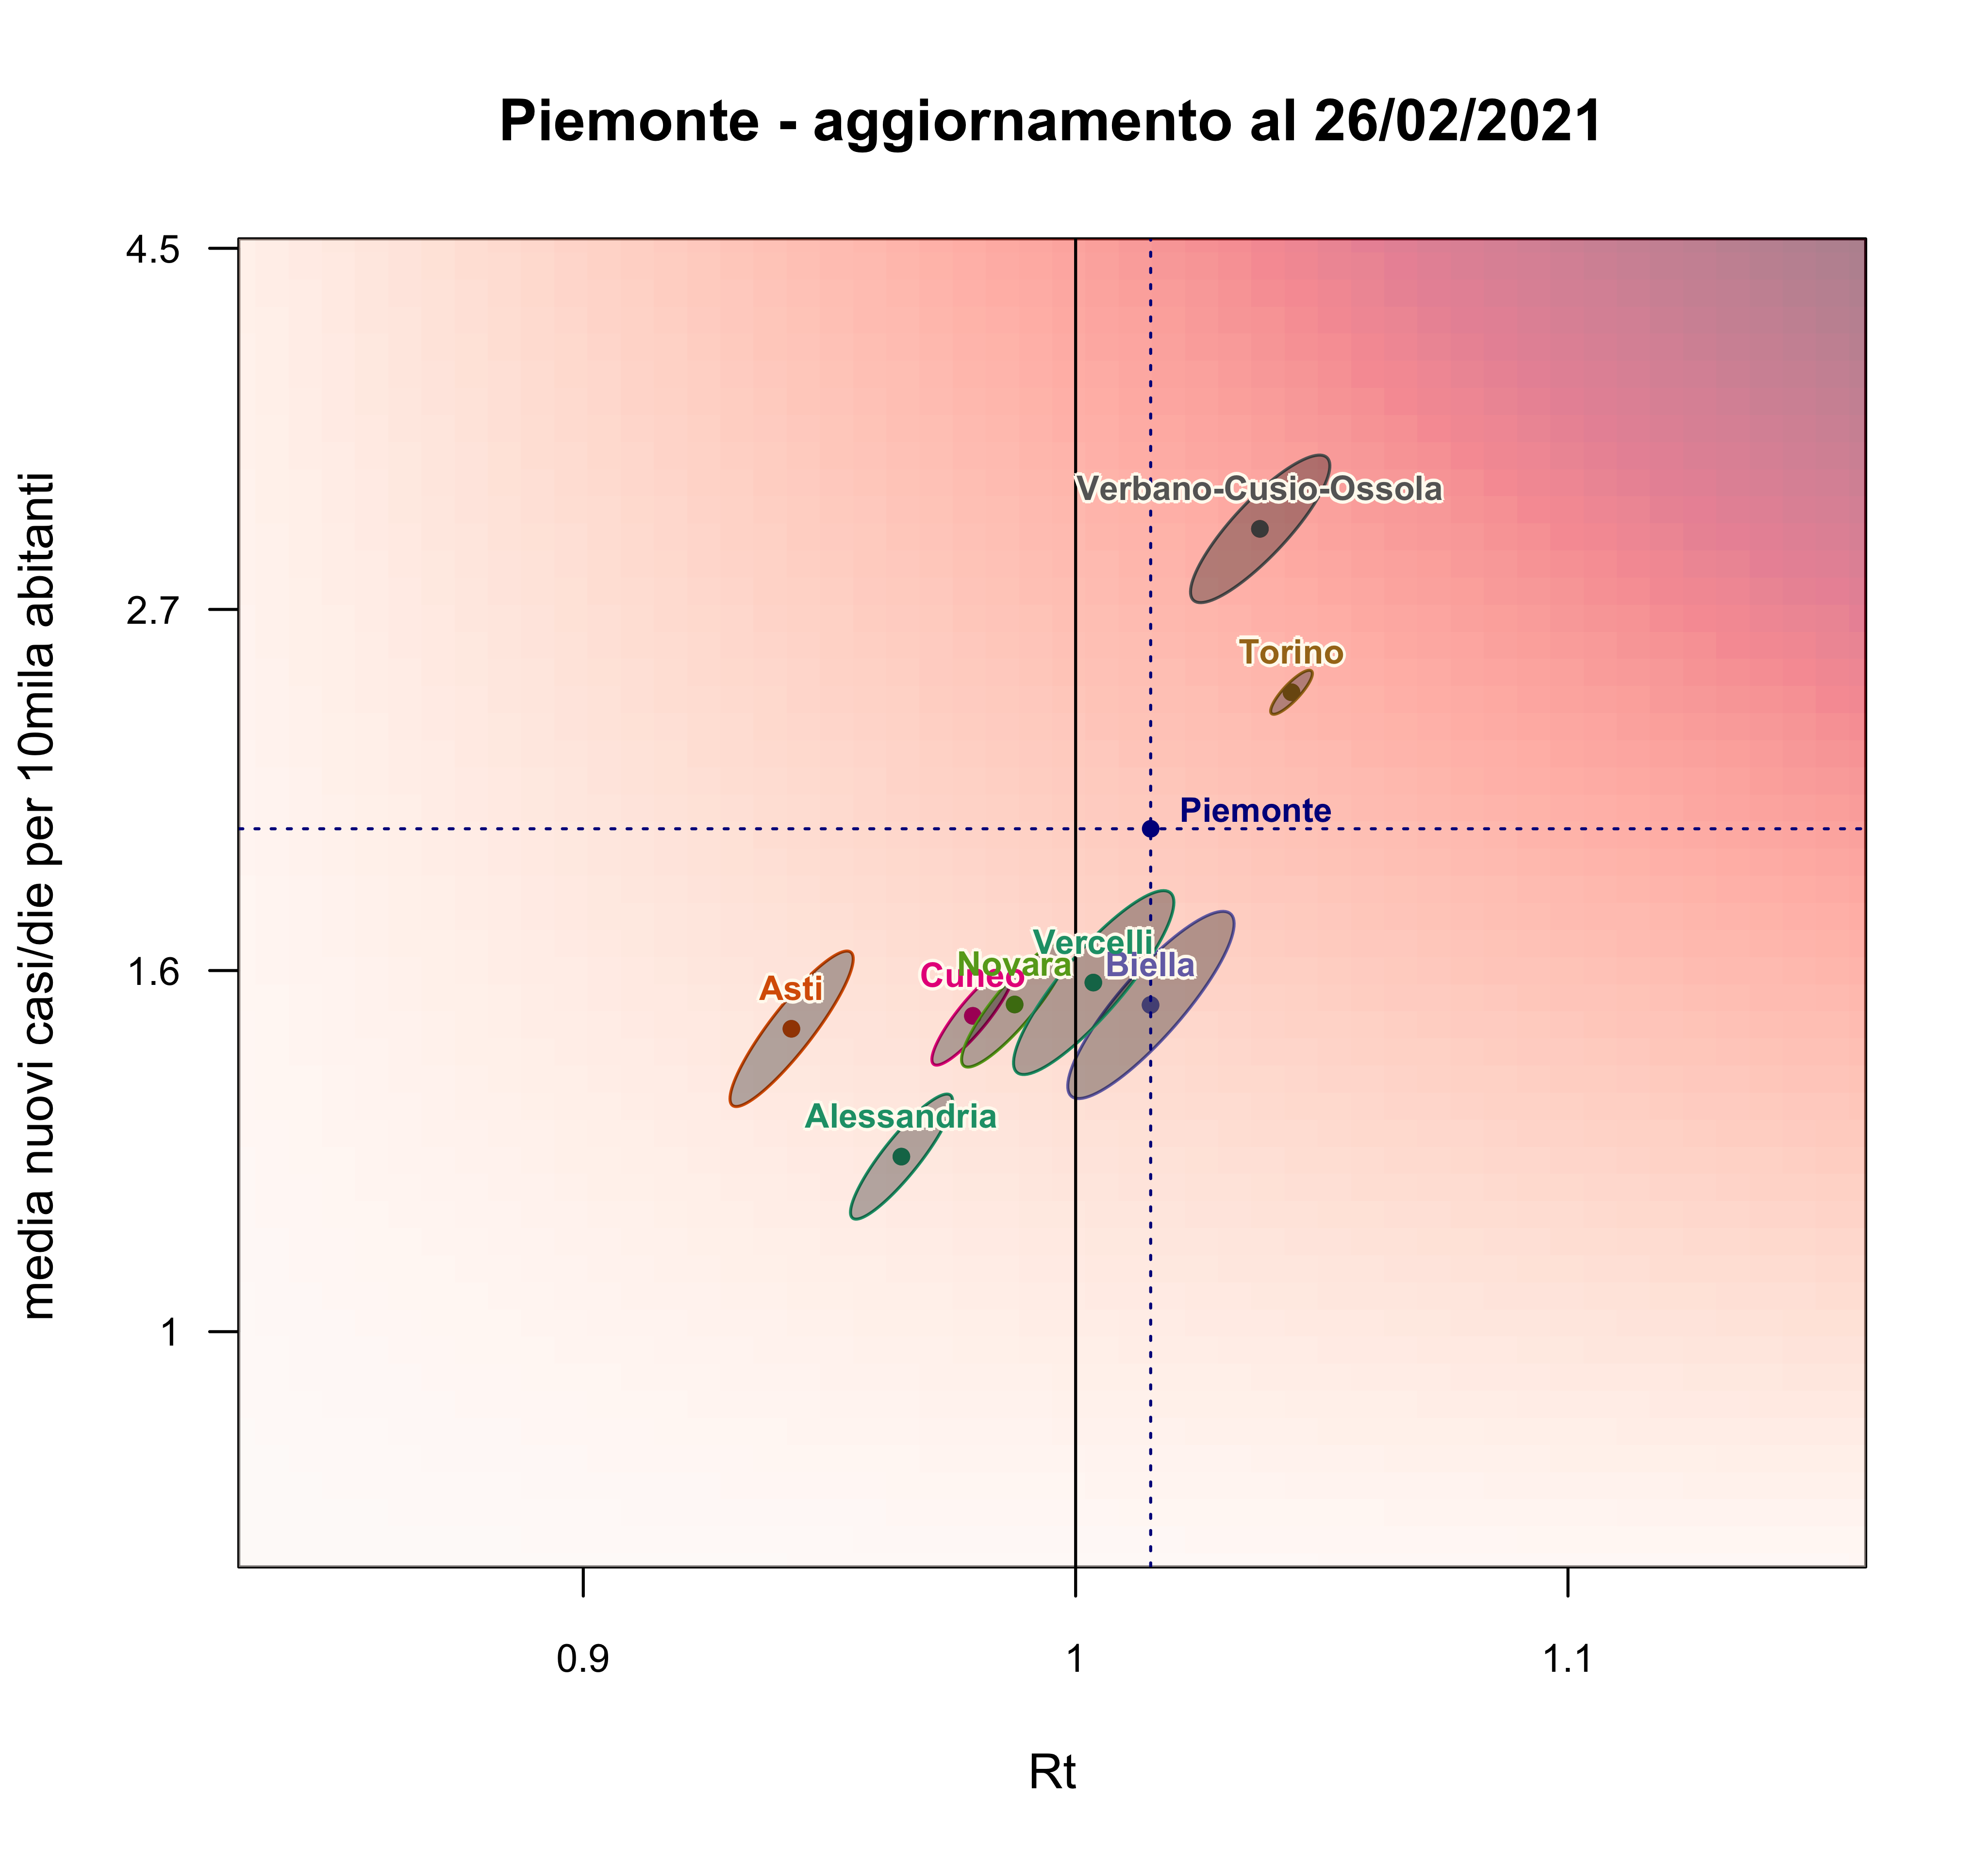 Piemonte - aggiornamento al 26/02/2021
media nuovi casi/die per 10mila abitanti
4.5
2.7
1.6
1
Verbano-Cusio-Ossola
Torino
Piemonte
Vercelli
Biella
Novara
Cuneo
Asti
Alessandria
0.9
1
1.1
Rt